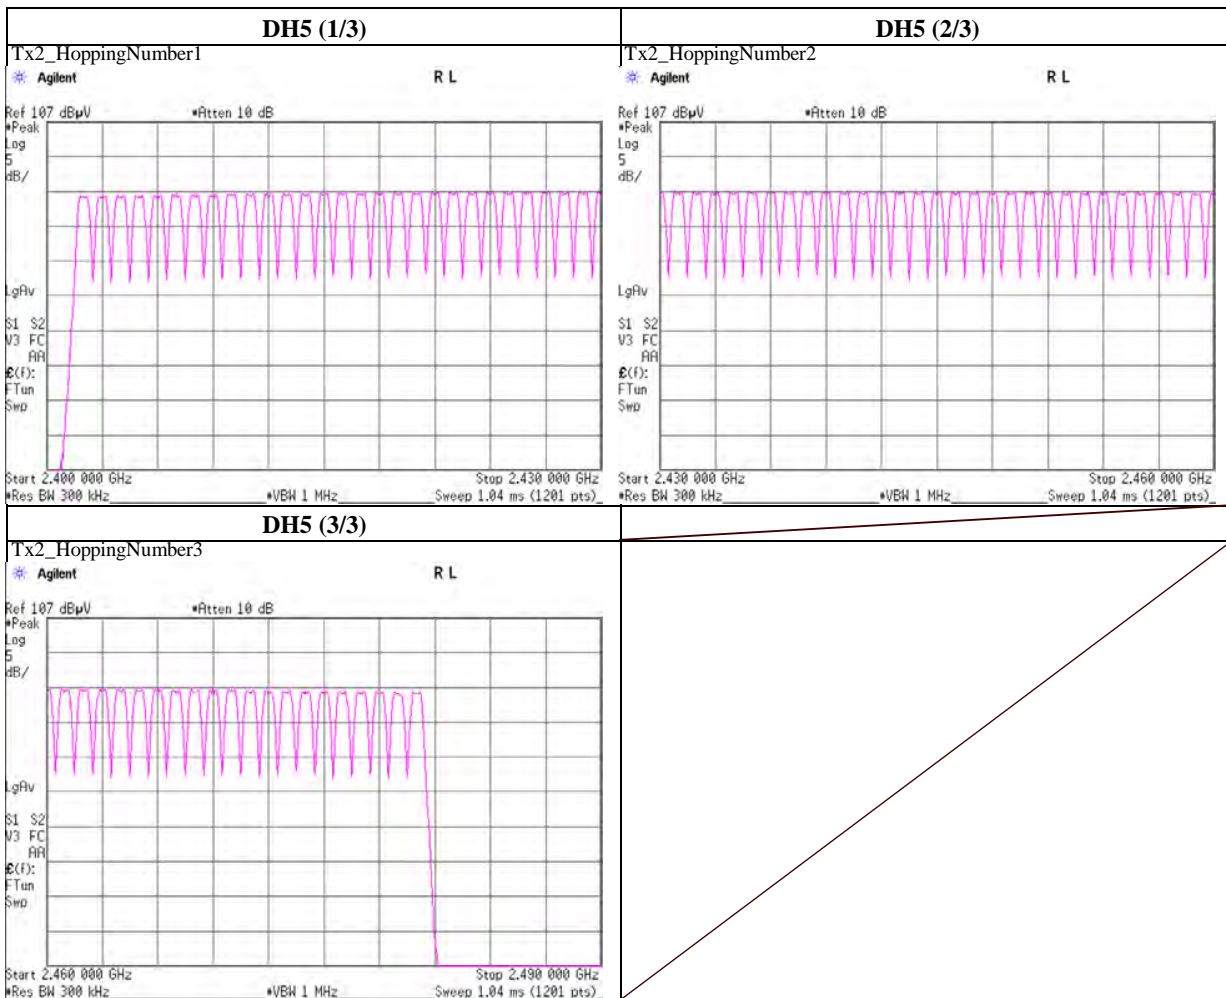 DH5 (1/3)
DH5 (2/3)
Tx2_HoppingNumber1
Agilent
R L
Ref 107 dBµV
*Atten 10 dB
*Peak
Log
5
dB/
LgAv
S1 S2
V3 FC
AA
£(f):
FTun
Swp
Start 2.400 000 GHz
Stop 2.430 000 GHz
*Res BW 300 kHz
*VBW 1 MHz
Sweep 1.04 ms (1201 pts)
Tx2_HoppingNumber2
Agilent
R L
Ref 107 dBµV
*Atten 10 dB
*Peak
Log
5
dB/
LgAv
S1 S2
V3 FC
AA
£(f):
FTun
Swp
Start 2.430 000 GHz
Stop 2.460 000 GHz
*Res BW 300 kHz
*VBW 1 MHz
Sweep 1.04 ms (1201 pts)
DH5 (3/3)
Tx2_HoppingNumber3
Agilent
R L
Ref 107 dBµV
*Atten 10 dB
*Peak
Log
5
dB/
LgAv
S1 S2
V3 FC
AA
£(f):
FTun
Swp
Start 2.460 000 GHz
Stop 2.490 000 GHz
*Res BW 300 kHz
*VBW 1 MHz
Sweep 1.04 ms (1201 pts)